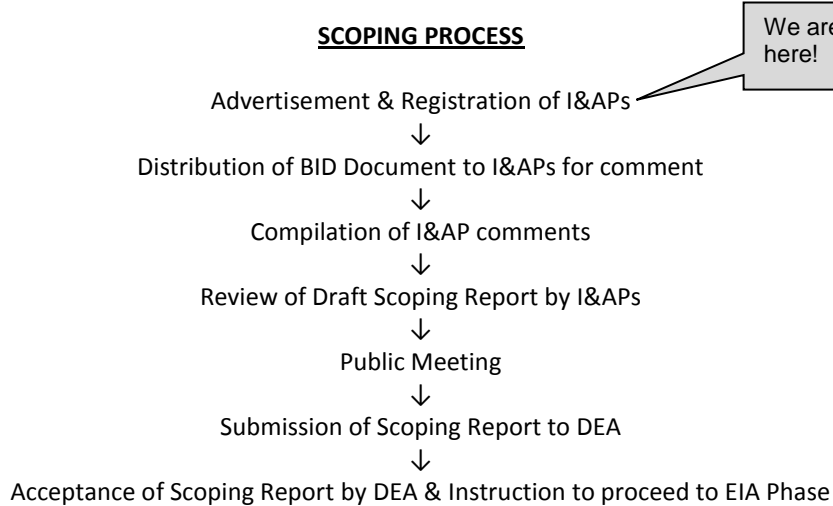 SCOPING PROCESS
We are
here!
Advertisement & Registration of I&APs
↓
Distribution of BID Document to I&APs for comment
↓
Compilation of I&AP comments
↓
Review of Draft Scoping Report by I&APs
↓
Public Meeting
↓
Submission of Scoping Report to DEA
↓
Acceptance of Scoping Report by DEA & Instruction to proceed to EIA Phase